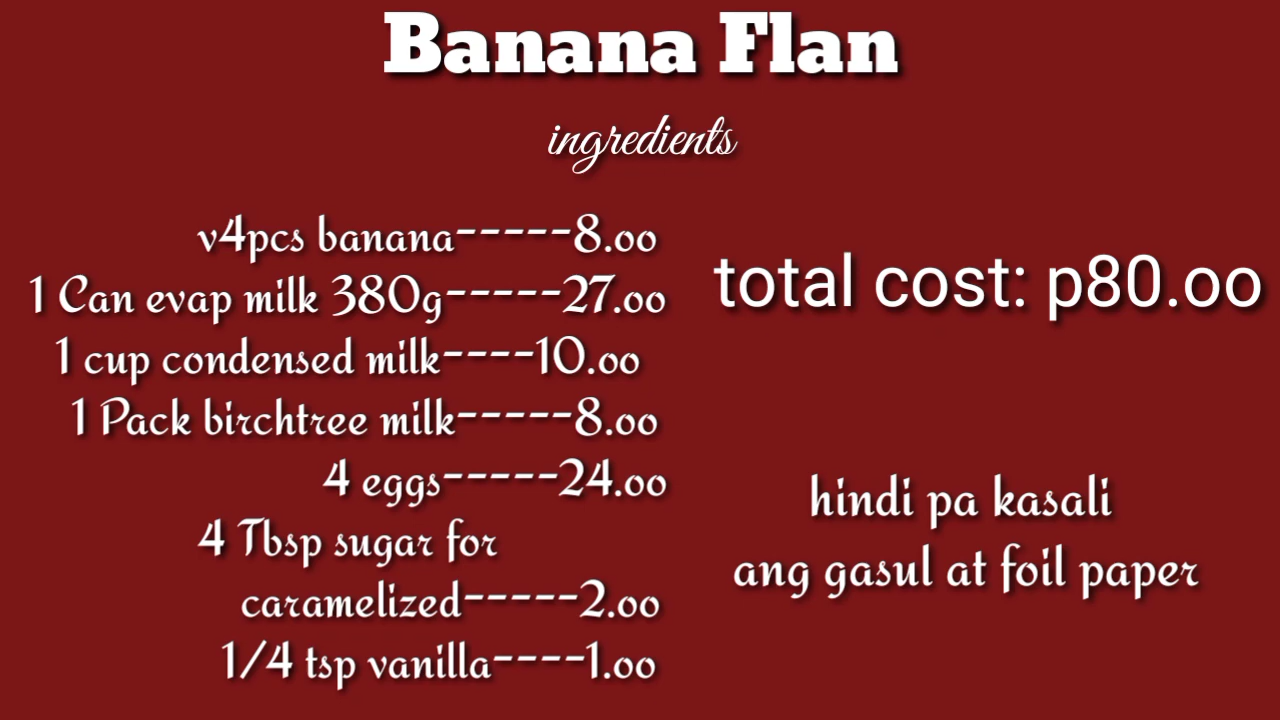 Banana Flan
ingredients
v4pcs banana-----8.oo
1 Can evap milk 380g-----27.oo
1 cup condensed milk----10.oo
1 Pack birchtree milk-----8.oo
4 eggs-----24.oo
4 Tbsp sugar for
caramelized-----2.oo
1/4 tsp vanilla----1.oo
total cost: p80.oo
hindi pa kasali
ang gasul at foil paper